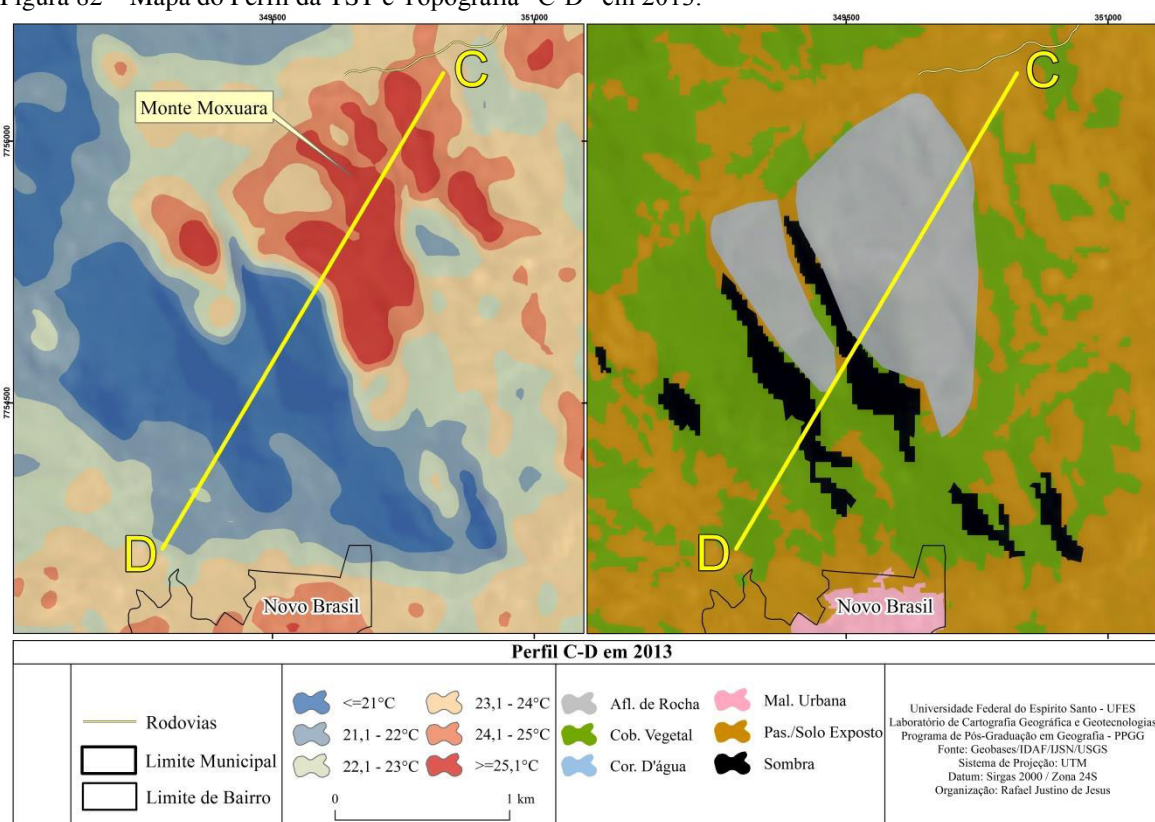 Figura 82 – Mapa do Perfil da TST e Topografia "C-D" em 2013.
349500
351000
349500
351000
C
C
Monte Moxuara
7756000
7754500
D
D
Novo Brasil
Novo Brasil
Perfil C-D em 2013
Rodovias
Limite Municipal
Limite de Bairro
<=21°C
21,1 - 22°C
22,1 - 23°C
23,1 - 24°C
24,1 - 25°C
>=25,1°C
0
1 km
Afl. de Rocha
Cob. Vegetal
Cor. D'água
Mal. Urbana
Pas./Solo Exposto
Sombra
Universidade Federal do Espírito Santo - UFES
Laboratório de Cartografia Geográfica e Geotecnologias
Programa de Pós-Graduação em Geografia - PPGG
Fonte: Geobases/IDAF/IJSN/USGS
Sistema de Projeção: UTM
Datum: Sirgas 2000 / Zona 24S
Organização: Rafael Justino de Jesus